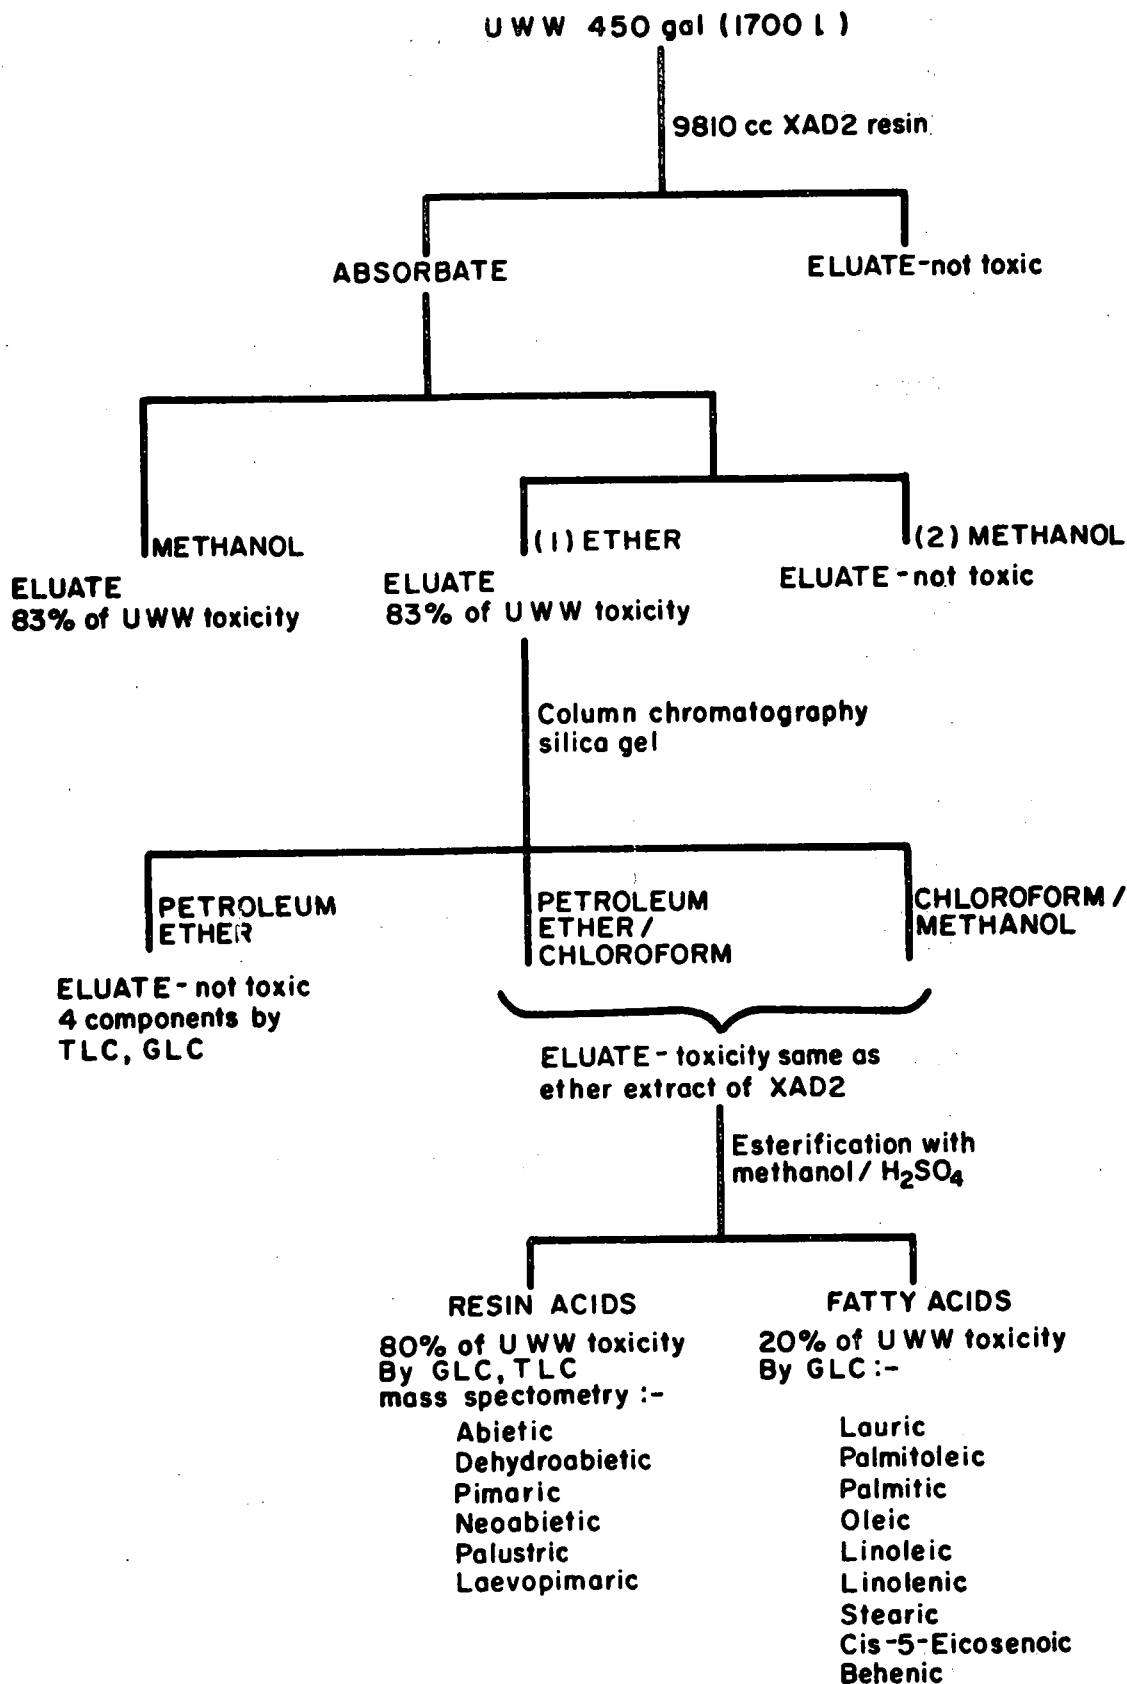 UWW 450 gal (1700 l)
9810 cc XAD2 resin
ABSORBATE
ELUATE-not toxic
METHANOL
ELUATE
83% of UWW toxicity
(1) ETHER
ELUATE
83% of UWW toxicity
(2) METHANOL
ELUATE-not toxic
Column chromatography
silica gel
PETROLEUM
ETHER
ELUATE-not toxic
4 components by
TLC, GLC
PETROLEUM
ETHER/
CHLOROFORM
CHLOROFORM/
METHANOL
ELUATE-toxicity same as
ether extract of XAD2
Esterification with
methanol/ H₂SO₄
RESIN ACIDS
80% of UWW toxicity
By GLC, TLC
mass spectometry :-
Abietic
Dehydroabietic
Pimaric
Neoabietic
Palustric
Laevopimaric
FATTY ACIDS
20% of UWW toxicity
By GLC :-
Lauric
Palmitoleic
Palmitic
Oleic
Linoleic
Linolenic
Stearic
Cis-5-Eicosenoic
Behenic